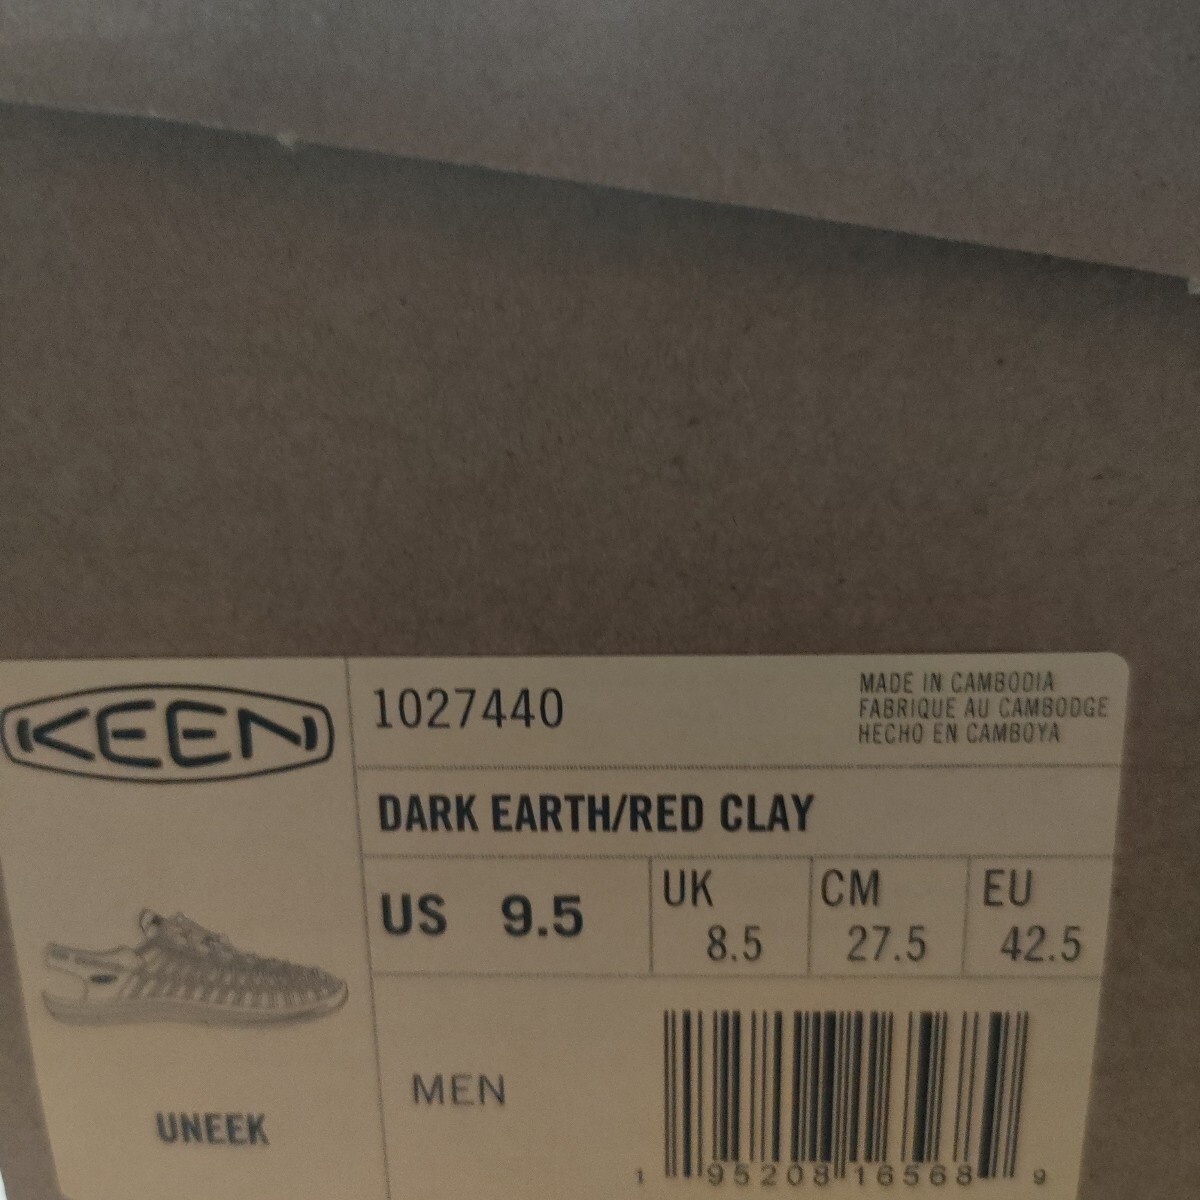 KEEN
1027440
MADE IN CAMBODIA
FABRIQUE AU CAMBODGE
HECHO EN CAMBOYA
DARK EARTH/RED CLAY
US 9.5
UK 8.5
CM 27.5
EU 42.5
UNEEK
MEN
1 95208 16568 9